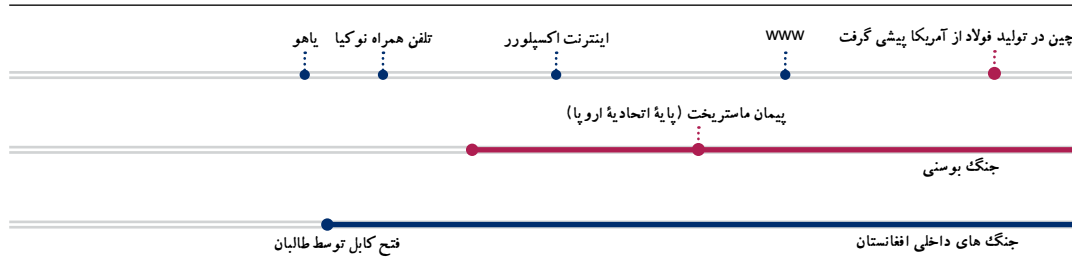 چین در تولید فولاد از آمریکا پیشی گرفت
www
اینترنت اکسپلورر
تلفن همراه نوکیا
یاهو
پیمان ماستریخت (پایهٔ اتحادیهٔ اروپا)
جنگ بوسنی
جنگ های داخلی افغانستان
فتح کابل توسط طالبان